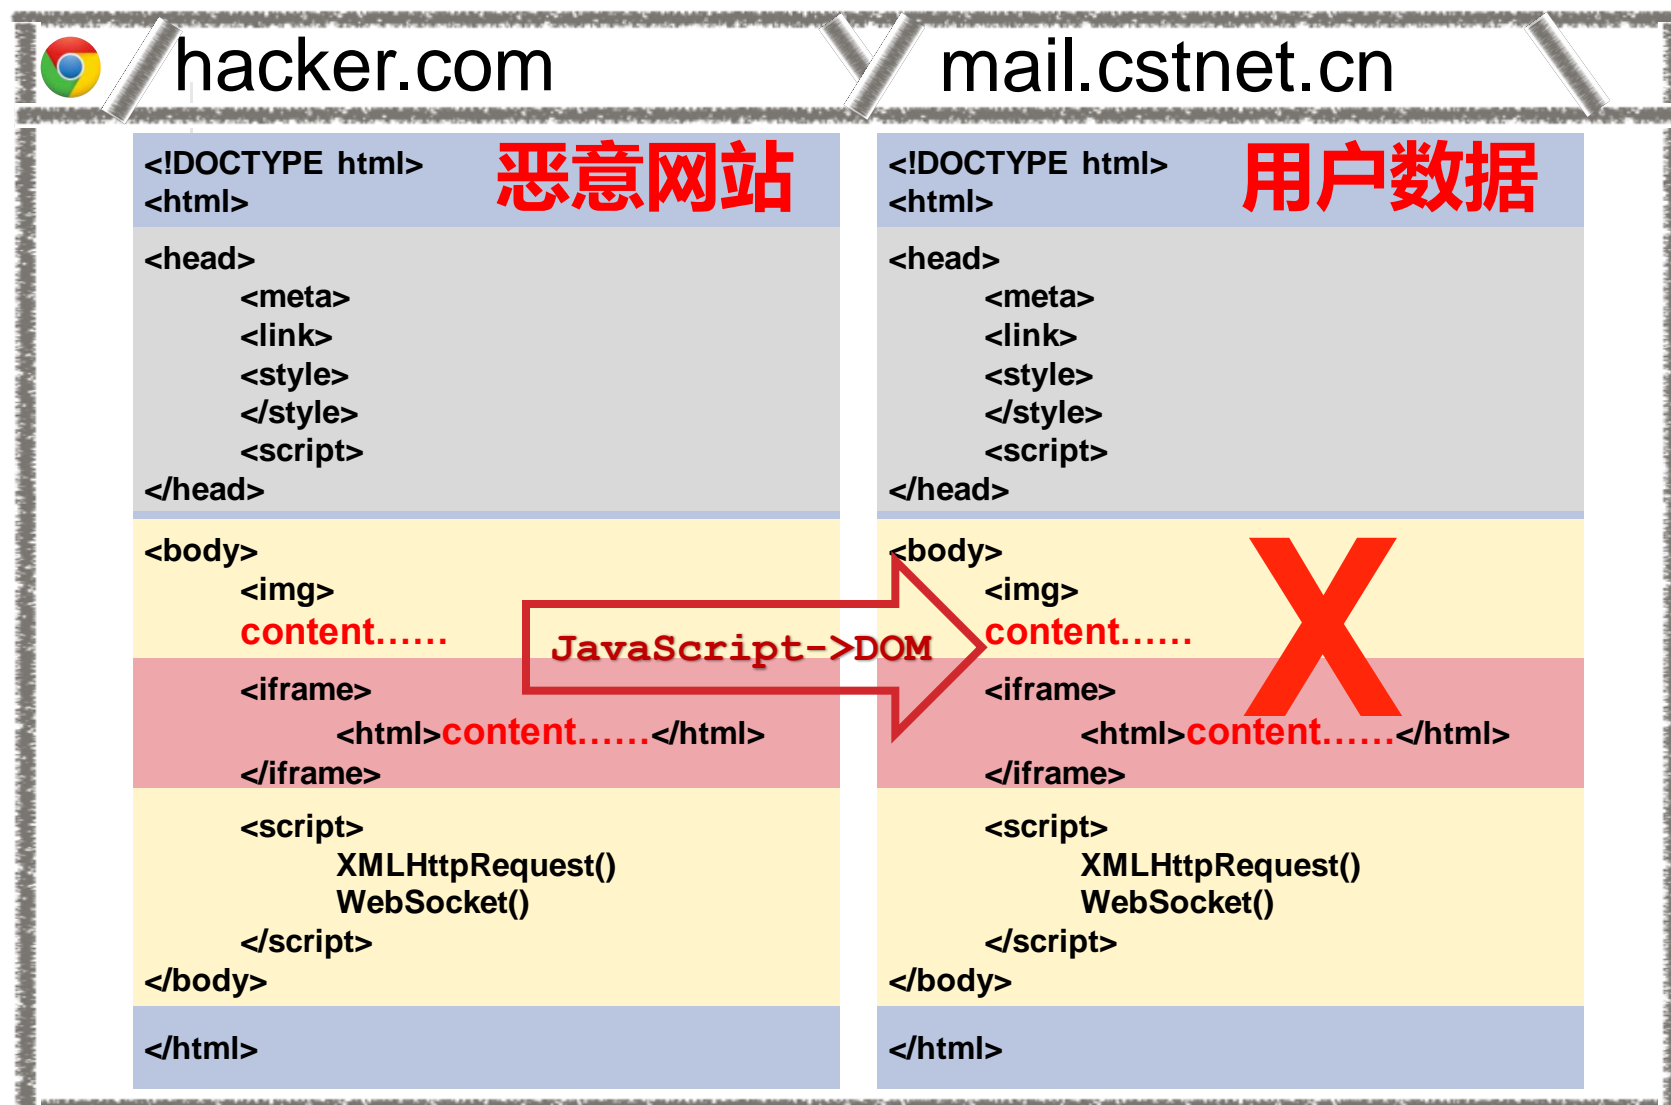 hacker.com
mail.cstnet.cn
<!DOCTYPE html>
恶意网站
<html>
<head>
<meta>
<link>
<style>
</style>
<script>
</head>
<body>
<img>
content……
<iframe>
<html>content……</html>
</iframe>
<script>
XMLHttpRequest()
WebSocket()
</script>
</body>
</html>
JavaScript->DOM
<!DOCTYPE html>
用户数据
<html>
<head>
<meta>
<link>
<style>
</style>
<script>
</head>
<body>
<img>
content……
X
<iframe>
<html>content……</html>
</iframe>
<script>
XMLHttpRequest()
WebSocket()
</script>
</body>
</html>